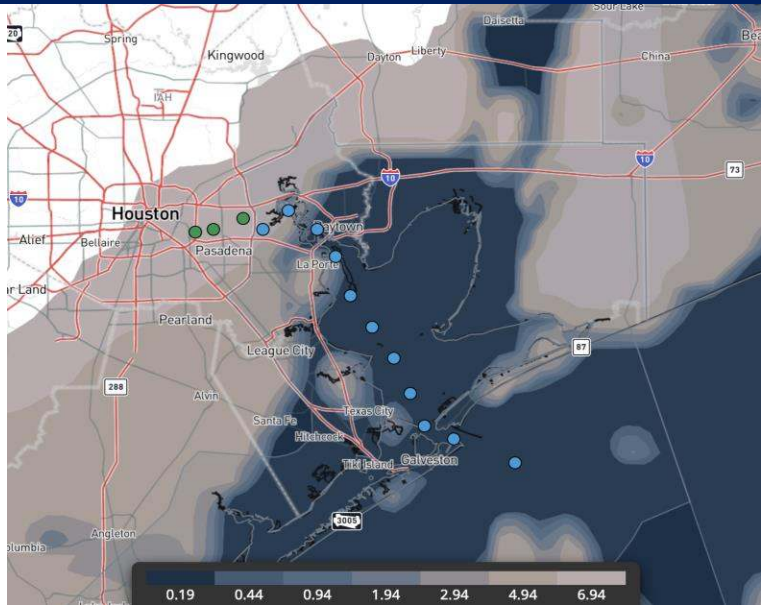 Sour Lake
Daisetta
20
Spring
Kingwood
Dayton
Liberty
China
IAH
10
10
73
10
Houston
Baytown
Alief
Bellaire
Pasadena
La Porte
Pearland
League City
87
288
Alvin
Santa Fe
Texas City
Hitchcock
Tiki Island
Galveston
3005
Angleton
0.19 0.44 0.94 1.94 2.94 4.94 6.94